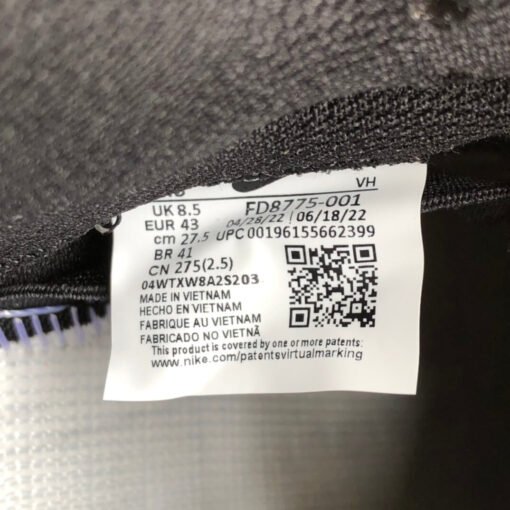 VH
UK 8.5 FD8775-001
EUR 43 04/28/22 06/18/22
cm 27.5 UPC 00196155662399
BR 41
CN 275(2.5)
04WTXW8A2S203
MADE IN VIETNAM
HECHO EN VIETNAM
FABRIQUE AU VIETNAM
FABRICADO NO VIETNÃ
This product is covered by one or more patents.
www.nike.com/patentsvirtualmarking